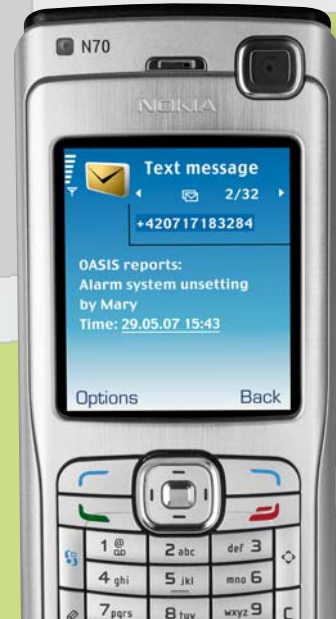 N70
NOKIA
Text message
2/32
+420717183284
OASIS reports:
Alarm system unsetting
by Mary
Time: 29.05.07 15:43
Options
Back
1 @
2 abc
def 3
4 ghi
5 jkl
mno 6
7 pqrs
8 tuv
wxyz 9
C